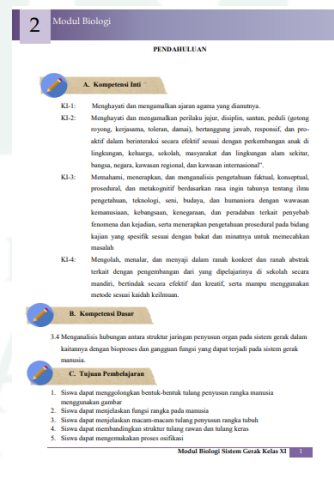 2
Modul Biologi
PENDAHULUAN
A. Kompetensi Inti
KI-1: Menghayati dan mengamalkan ajaran agama yang dianutnya.
KI-2: Menghayati dan mengamalkan perilaku jujur, disiplin, santun, peduli (gotong
royong, kerjasama, toleran, damai), bertanggung jawab, responsif, dan pro-
aktif dalam berinteraksi secara efektif sesuai dengan perkembangan anak di
lingkungan, keluarga, sekolah, masyarakat dan lingkungan alam sekitar,
bangsa, negara, kawasan regional, dan kawasan internasional".
KI-3: Memahami, menerapkan, dan menganalisis pengetahuan faktual, konseptual,
prosedural, dan metakognitif berdasarkan rasa ingin tahunya tentang ilmu
pengetahuan, teknologi, seni, budaya, dan humaniora dengan wawasan
kemanusiaan, kebangsaan, kenegaraan, dan peradaban terkait penyebab
fenomena dan kejadian, serta menerapkan pengetahuan prosedural pada bidang
kajian yang spesifik sesuai dengan bakat dan minatnya untuk memecahkan
masalah
KI-4: Mengolah, menalar, dan menyaji dalam ranah konkret dan ranah abstrak
terkait dengan pengembangan dari yang dipelajarinya di sekolah secara
mandiri, bertindak secara efektif dan kreatif, serta mampu menggunakan
metode sesuai kaidah keilmuan.
B. Kompetensi Dasar
3.4 Menganalisis hubungan antara struktur jaringan penyusun organ pada sistem gerak dalam
kaitannya dengan bioproses dan gangguan fungsi yang dapat terjadi pada sistem gerak
manusia.
C. Tujuan Pembelajaran
1. Siswa dapat menggolongkan bentuk-bentuk tulang penyusun rangka manusia
menggunakan gambar
2. Siswa dapat menjelaskan fungsi rangka pada manusia
3. Siswa dapat menjelaskan macam-macam tulang penyusun rangka tubuh
4. Siswa dapat membandingkan struktur tulang rawan dan tulang keras
5. Siswa dapat mengemukakan proses osifikasi
Modul Biologi Sistem Gerak Kelas XI 1